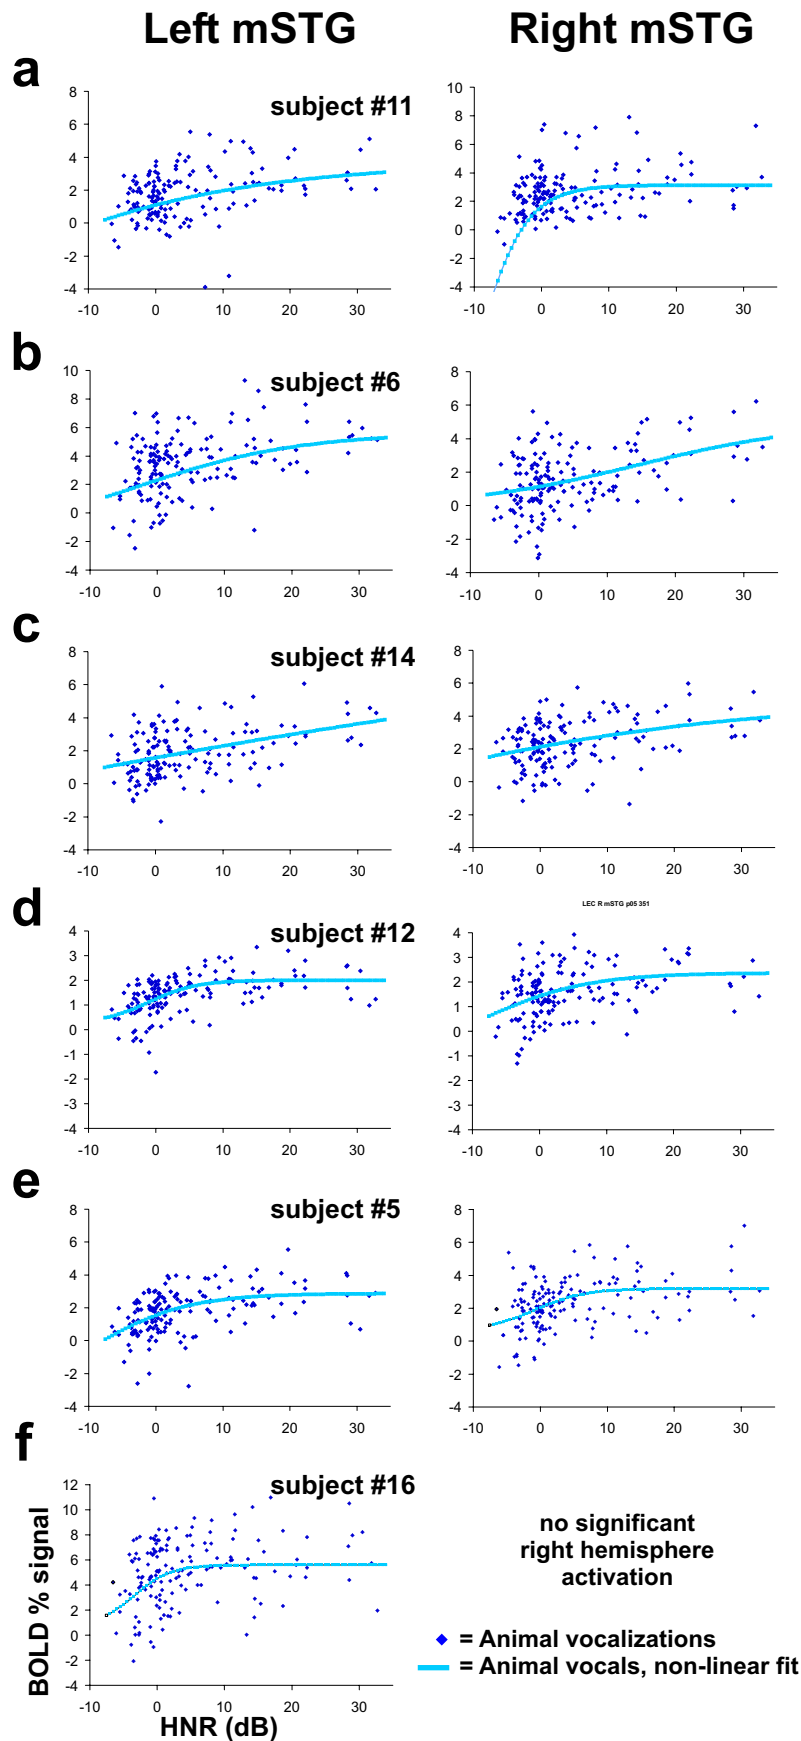 Left mSTG Right mSTG
a
subject #11
8
6
4
2
0
-2
-4
-10 0 10 20 30
10
8
6
4
2
0
-2
-4
-10 0 10 20 30
b
subject #6
10
8
6
4
2
0
-2
-4
-10 0 10 20 30
8
6
4
2
0
-2
-4
-10 0 10 20 30
c
subject #14
8
6
4
2
0
-2
-4
-10 0 10 20 30
8
6
4
2
0
-2
-4
-10 0 10 20 30
d
subject #12
4
3
2
1
0
-1
-2
-3
-4
-10 0 10 20 30
LEC R mSTG p05 351
4
3
2
1
0
-1
-2
-3
-4
-10 0 10 20 30
e
subject #5
8
6
4
2
0
-2
-4
-10 0 10 20 30
8
6
4
2
0
-2
-4
-10 0 10 20 30
f
subject #16
BOLD % signal
12
10
8
6
4
2
0
-2
-4
-10 0 10 20 30
HNR (dB)
no significant
right hemisphere
activation
= Animal vocalizations
= Animal vocals, non-linear fit